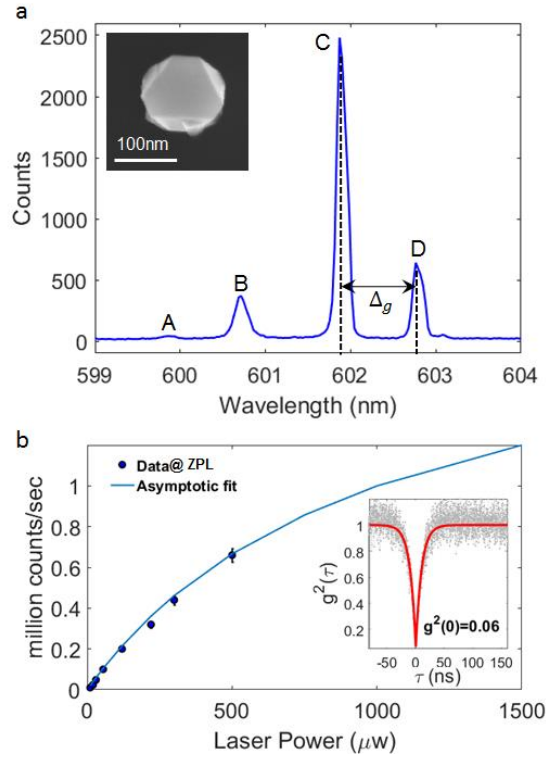 a
2500
2000
1500
1000
500
0
Counts
100nm
A
B
C
D
Δg
599
600
601
602
603
604
Wavelength (nm)
b
1.2
1
0.8
0.6
0.4
0.2
0
million counts/sec
Data@ ZPL
Asymptotic fit
1
0.8
0.6
0.4
0.2
g²(τ)
g²(0)=0.06
-50
0
50
100
150
τ (ns)
0
500
1000
1500
Laser Power (μw)